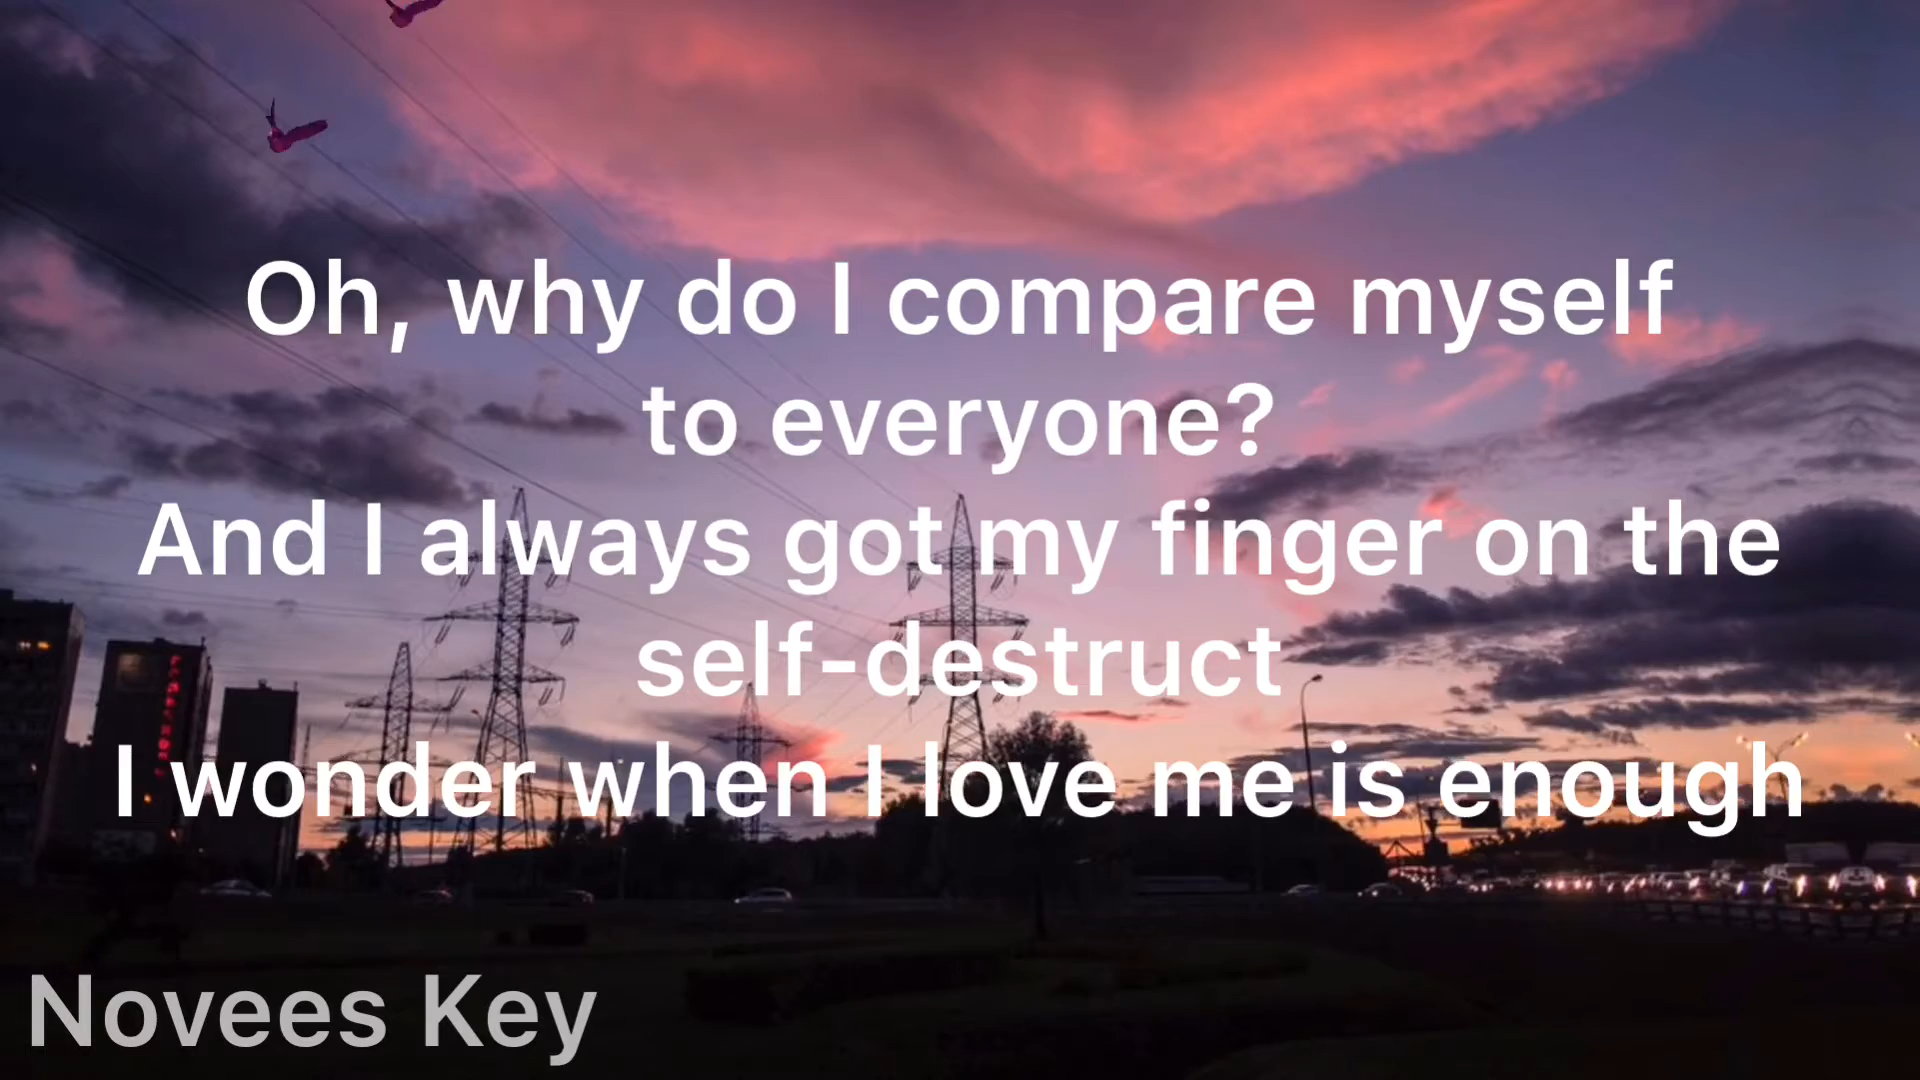 Oh, why do I compare myself
to everyone?
And I always got my finger on the
self-destruct
I wonder when I love me is enough
Novees Key